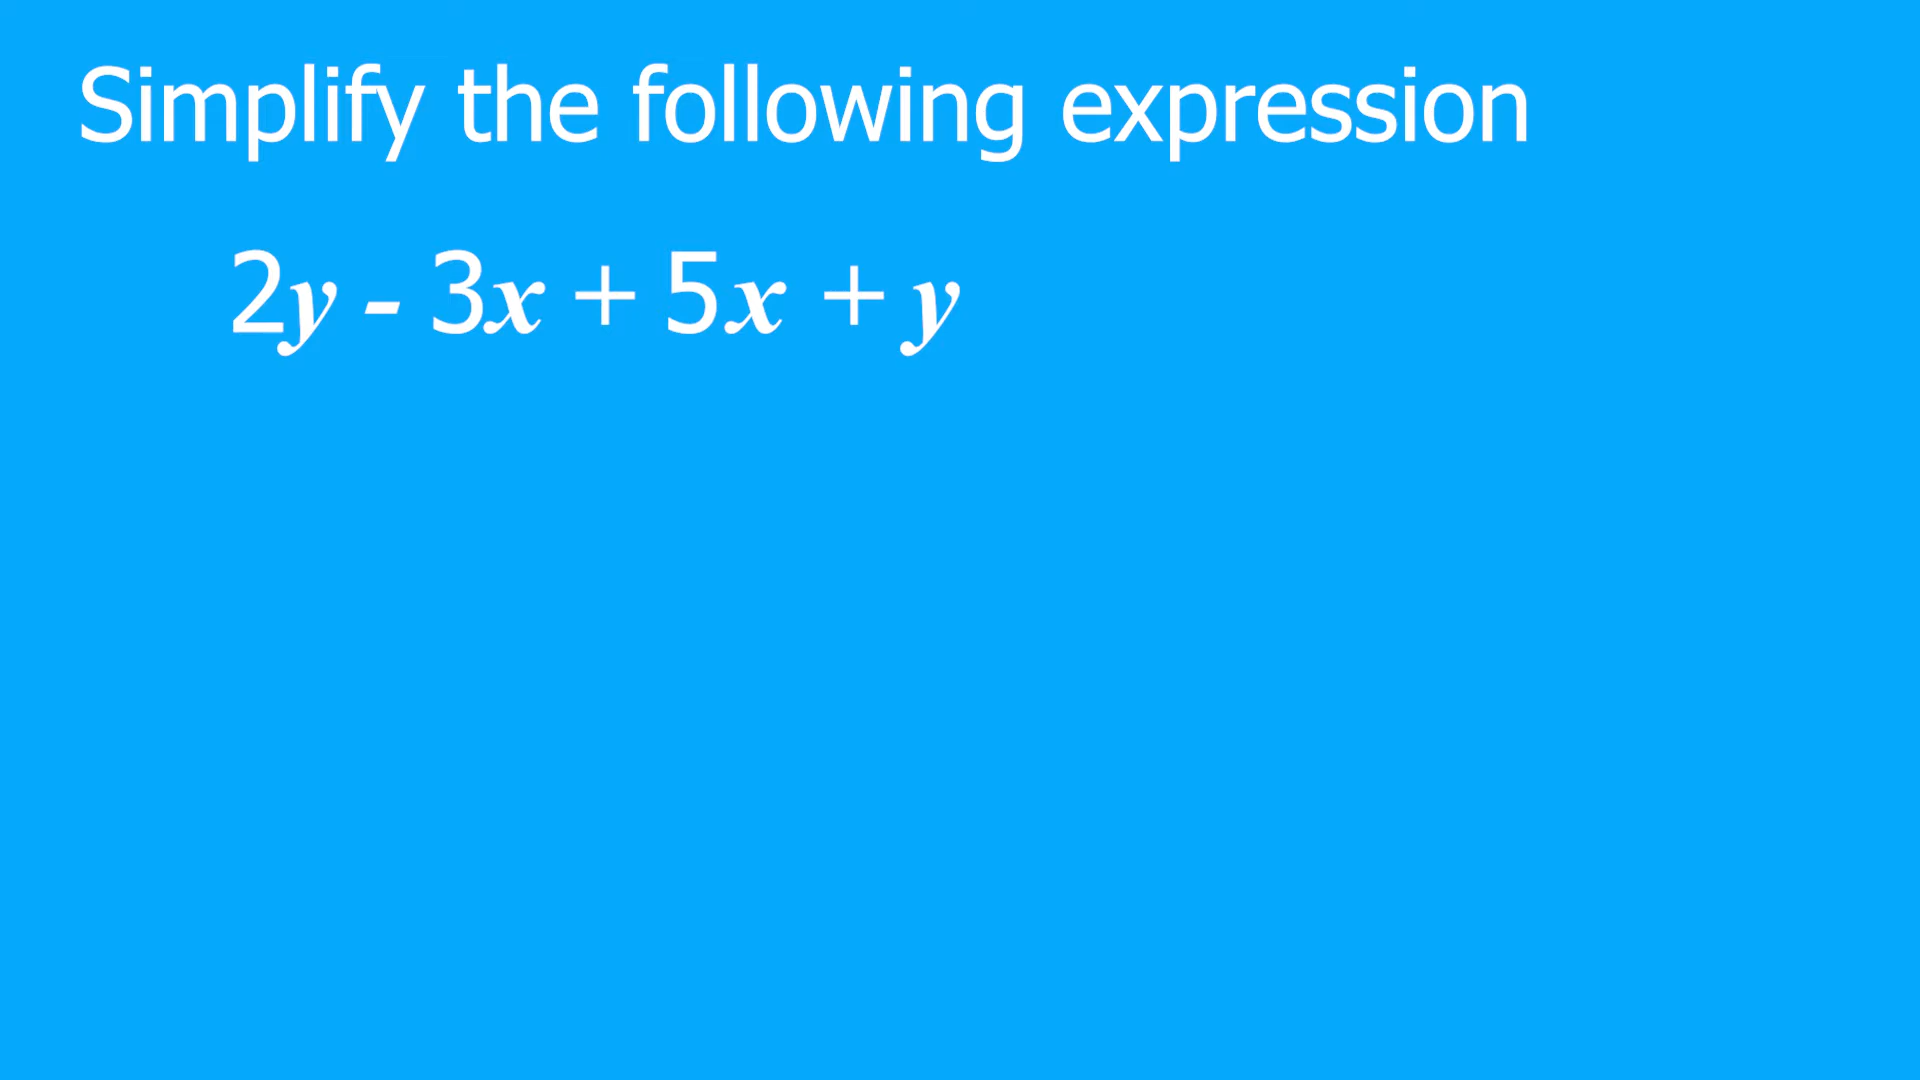 Simplify the following expression
2y - 3x + 5x + y